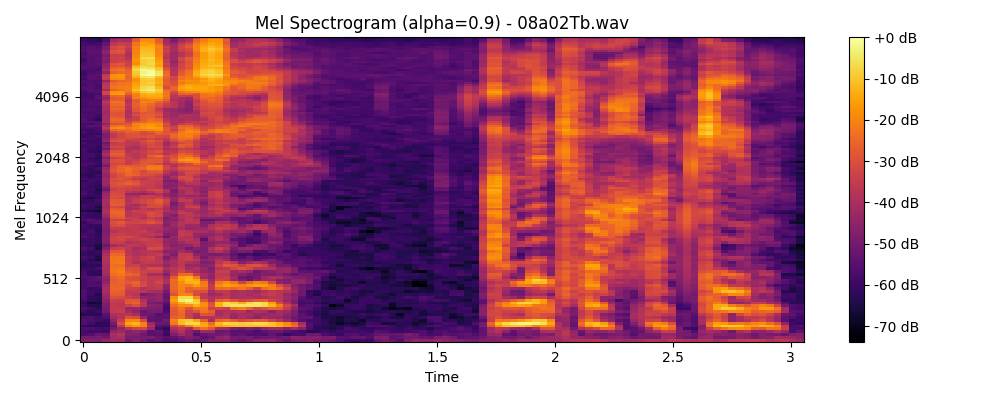 Mel Spectrogram (alpha=0.9) - 08a02Tb.wav
Mel Frequency
4096
2048
1024
512
0
0
0.5
1
1.5
2
2.5
3
Time
+0 dB
-10 dB
-20 dB
-30 dB
-40 dB
-50 dB
-60 dB
-70 dB